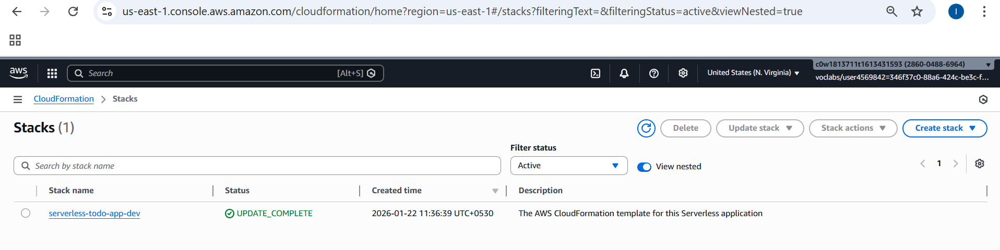 us-east-1.console.aws.amazon.com/cloudformation/home?region=us-east-1#/stacks?filteringText=&filteringStatus=active&viewNested=true
I
aws
Search
[Alt+S]
United States (N. Virginia)
c0w1813711t1613431593 (2860-0488-6964)
voclabs/user4569842=346f37c0-88a6-424c-be3c-f...
CloudFormation
Stacks
Stacks (1)
Delete
Update stack
Stack actions
Create stack
Filter status
Search by stack name
Active
View nested
1
Stack name
Status
Created time
Description
serverless-todo-app-dev
UPDATE_COMPLETE
2026-01-22 11:36:39 UTC+0530
The AWS CloudFormation template for this Serverless application